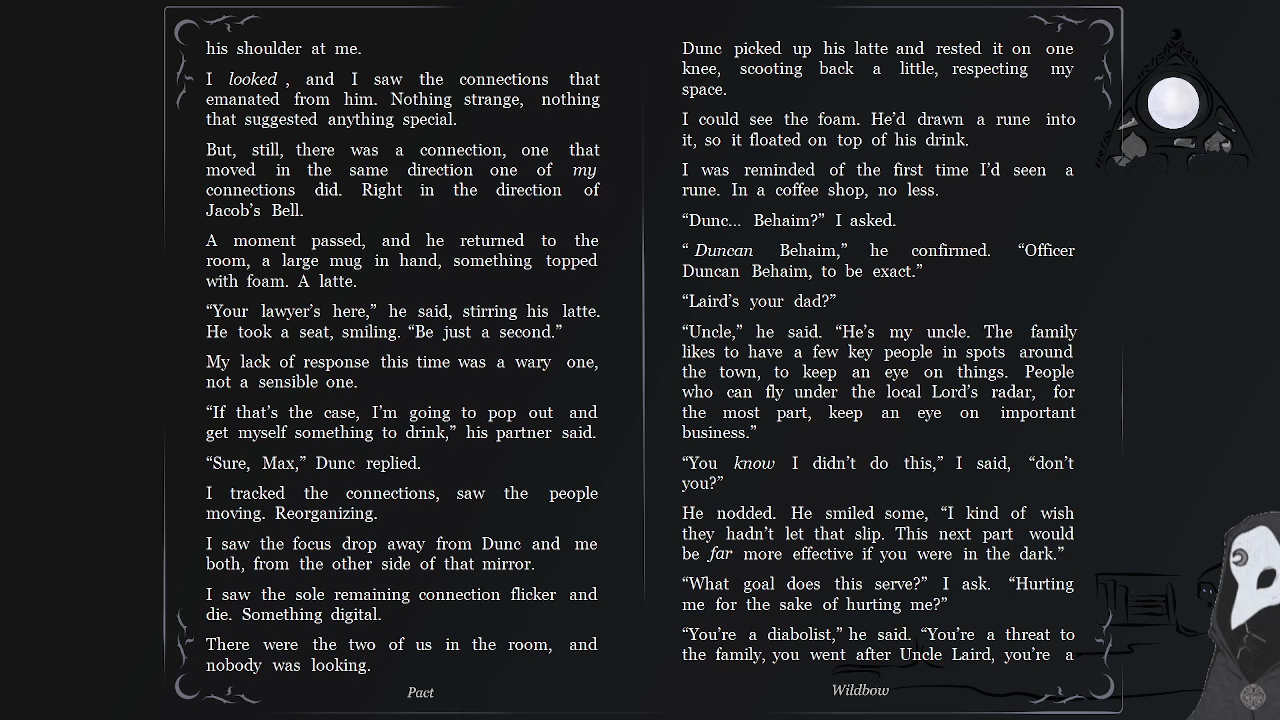 his shoulder at me.
I looked , and I saw the connections that
emanated from him. Nothing strange, nothing
that suggested anything special.
But, still, there was a connection, one that
moved in the same direction one of my
connections did. Right in the direction of
Jacob’s Bell.
A moment passed, and he returned to the
room, a large mug in hand, something topped
with foam. A latte.
“Your lawyer’s here,” he said, stirring his latte.
He took a seat, smiling. “Be just a second.”
My lack of response this time was a wary one,
not a sensible one.
“If that’s the case, I’m going to pop out and
get myself something to drink,” his partner said.
“Sure, Max,” Dunc replied.
I tracked the connections, saw the people
moving. Reorganizing.
I saw the focus drop away from Dunc and me
both, from the other side of that mirror.
I saw the sole remaining connection flicker and
die. Something digital.
There were the two of us in the room, and
nobody was looking.
Pact
Dunc picked up his latte and rested it on one
knee, scooting back a little, respecting my
space.
I could see the foam. He’d drawn a rune into
it, so it floated on top of his drink.
I was reminded of the first time I’d seen a
rune. In a coffee shop, no less.
“Dunc… Behaim?” I asked.
“ Duncan Behaim,” he confirmed. “Officer
Duncan Behaim, to be exact.”
“Laird’s your dad?”
“Uncle,” he said. “He’s my uncle. The family
likes to have a few key people in spots around
the town, to keep an eye on things. People
who can fly under the local Lord’s radar, for
the most part, keep an eye on important
business.”
“You know I didn’t do this,” I said, “don’t
you?”
He nodded. He smiled some, “I kind of wish
they hadn’t let that slip. This next part would
be far more effective if you were in the dark.”
“What goal does this serve?” I ask. “Hurting
me for the sake of hurting me?”
“You’re a diabolist,” he said. “You’re a threat to
the family, you went after Uncle Laird, you’re a
Wildbow